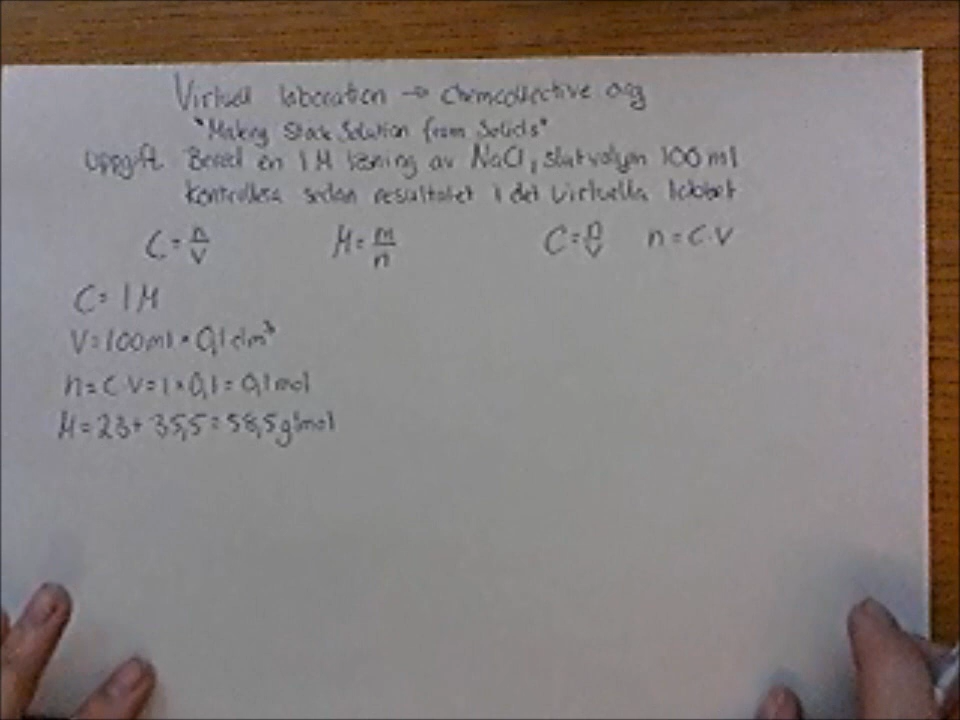 Virtuell laboration → Chemcollective org
"Making Stock Solution from Solids"
Uppgift. Bered en 1 M lösning av NaCl, slutvolym 100 ml
Kontrollera sedan resultatet i det virtuella labbet
C = n/V M = m/n C = n/V n = C·V
C = 1 M
V = 100 ml = 0,1 dm³
n = C·V = 1 × 0,1 = 0,1 mol
M = 23 + 35,5 = 58,5 g/mol